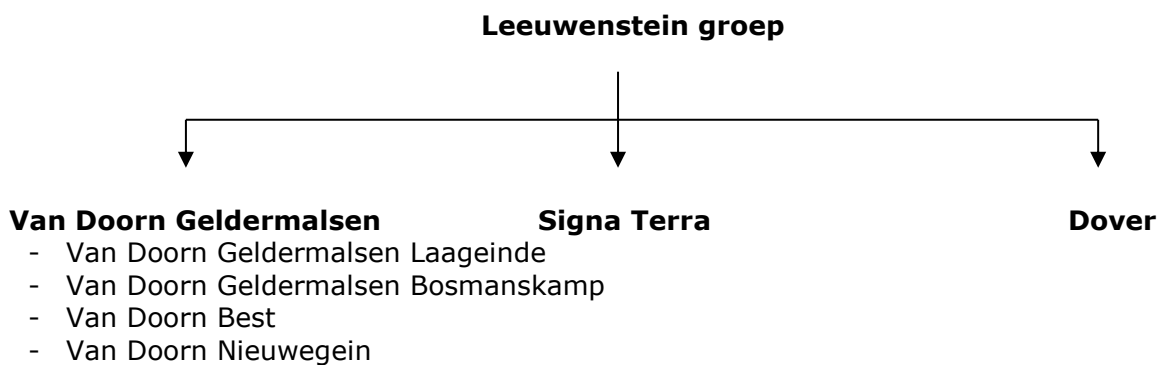 Leeuwenstein groep
Van Doorn Geldermalsen Signa Terra Dover
- Van Doorn Geldermalsen Laageinde
- Van Doorn Geldermalsen Bosmanskamp
- Van Doorn Best
- Van Doorn Nieuwegein